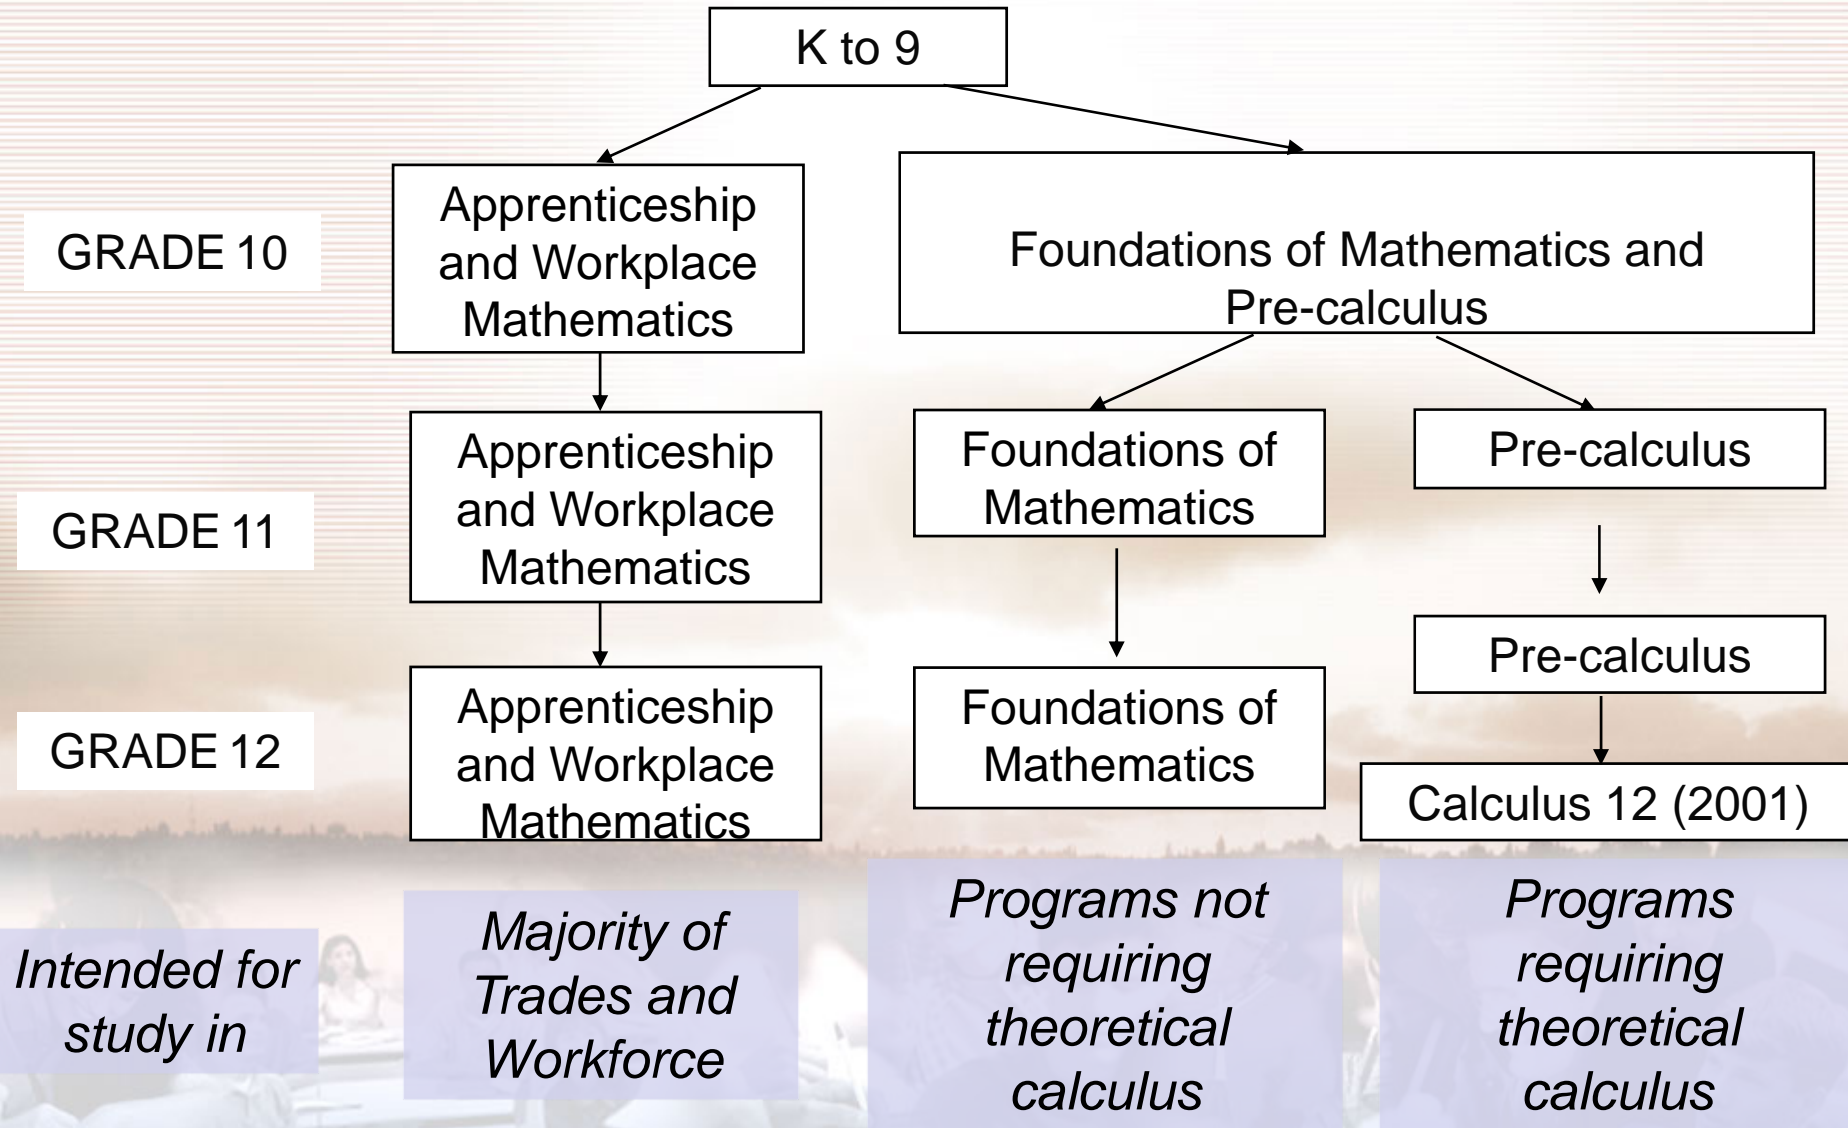 K to 9
GRADE 10
Apprenticeship
and Workplace
Mathematics
Foundations of Mathematics and
Pre-calculus
GRADE 11
Apprenticeship
and Workplace
Mathematics
Foundations of
Mathematics
Pre-calculus
GRADE 12
Apprenticeship
and Workplace
Mathematics
Foundations of
Mathematics
Pre-calculus
Calculus 12 (2001)
Intended for
study in
Majority of
Trades and
Workforce
Programs not
requiring
theoretical
calculus
Programs
requiring
theoretical
calculus